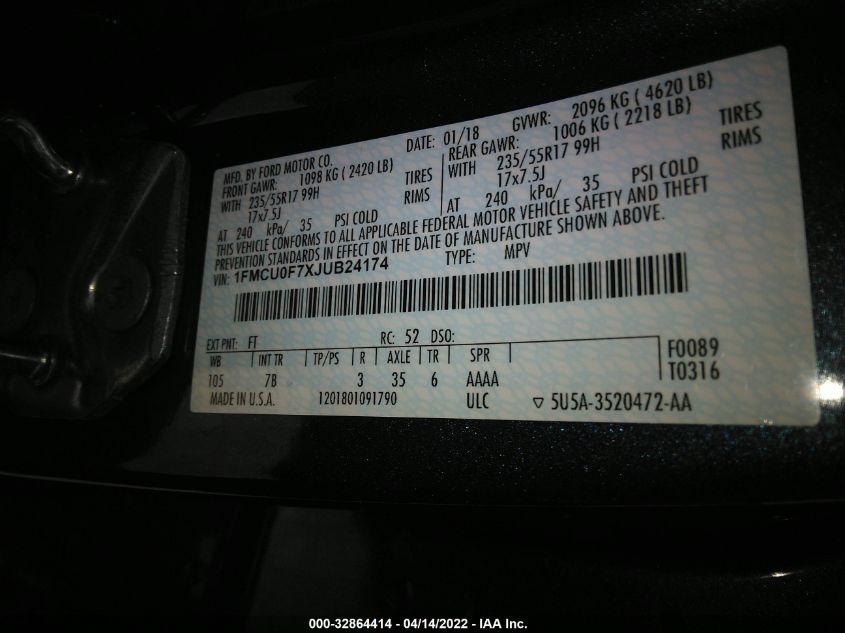 MFD. BY FORD MOTOR CO. DATE: 01/18 GVWR: 2096 KG ( 4620 LB)
FRONT GAWR: 1098 KG ( 2420 LB) REAR GAWR: 1006 KG ( 2218 LB)
WITH 235/55R17 99H TIRES WITH 235/55R17 99H TIRES
17x7.5J RIMS 17x7.5J RIMS
AT 240 kPa/ 35 PSI COLD AT 240 kPa/ 35 PSI COLD
THIS VEHICLE CONFORMS TO ALL APPLICABLE FEDERAL MOTOR VEHICLE SAFETY AND THEFT
PREVENTION STANDARDS IN EFFECT ON THE DATE OF MANUFACTURE SHOWN ABOVE.
VIN: 1FMCU0F7XJUB24174 TYPE: MPV
EXT PNT: FT RC: 52 DSO:
WB INT TR TP/PS R AXLE TR SPR F0089
105 7B 3 35 6 AAAA T0316
MADE IN U.S.A. 1201801091790 ULC ▽ 5U5A-3520472-AA
000-32864414 - 04/14/2022 - IAA Inc.